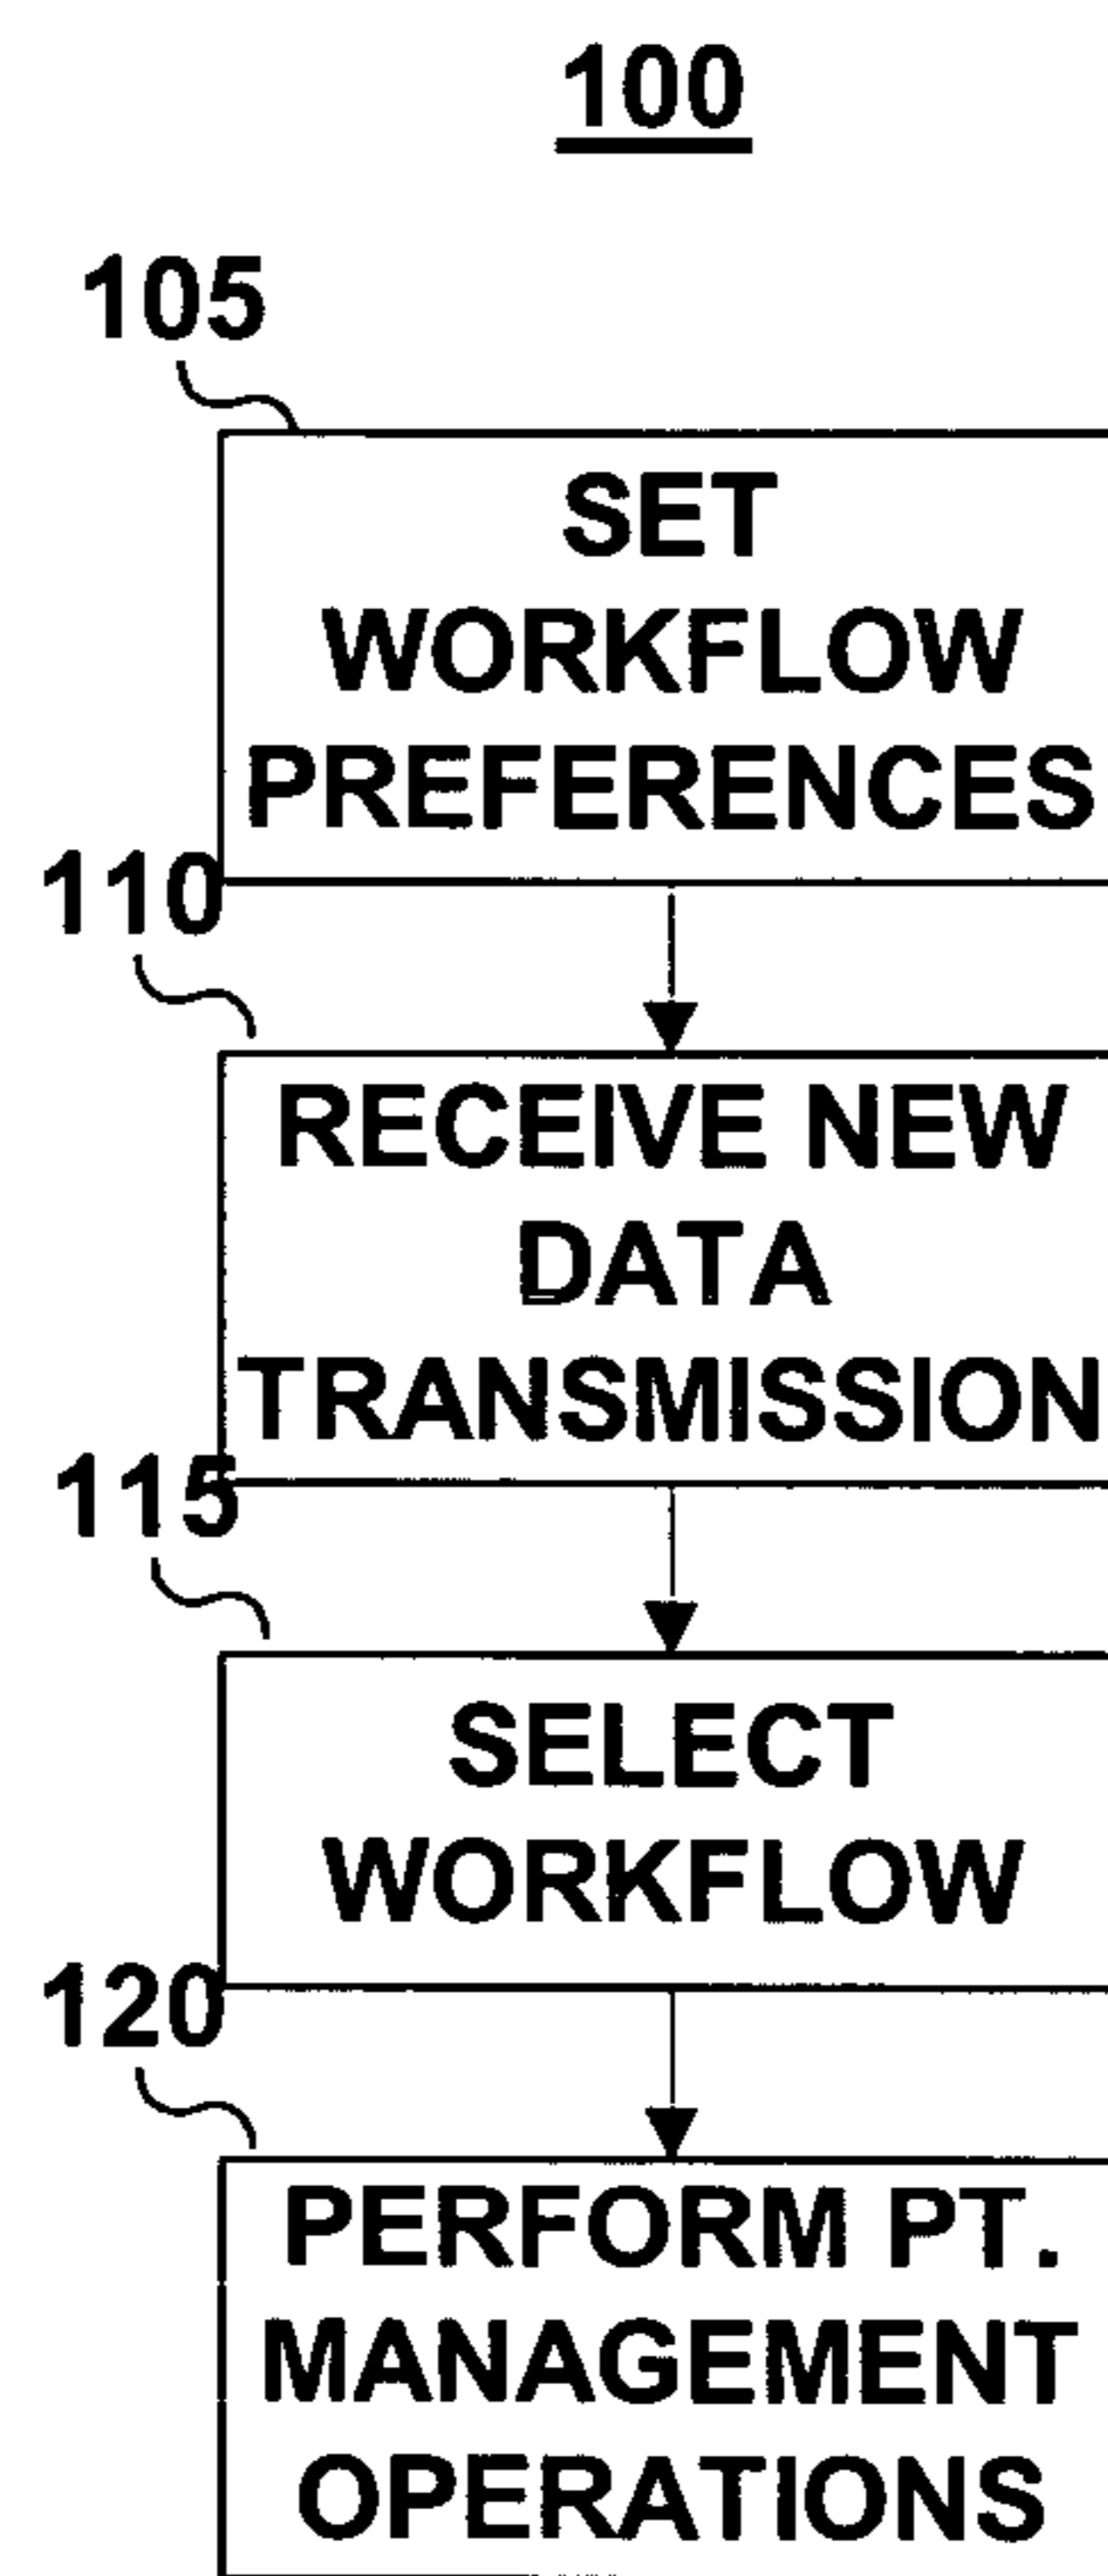 100
105
SET
WORKFLOW
PREFERENCES
110
RECEIVE NEW
DATA
TRANSMISSION
115
SELECT
WORKFLOW
120
PERFORM PT.
MANAGEMENT
OPERATIONS